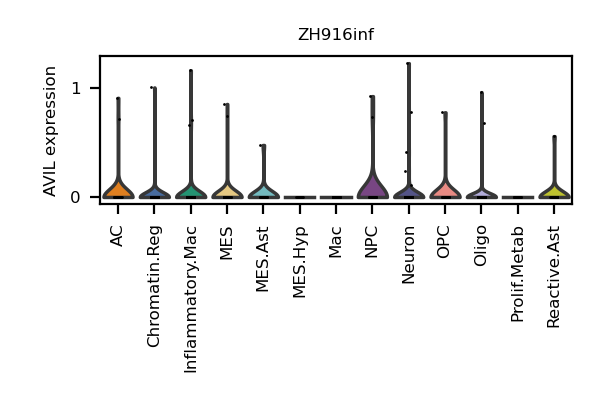 ZH916inf
AVIL expression
1
0
AC
Chromatin.Reg
Inflammatory.Mac
MES
MES.Ast
MES.Hyp
Mac
NPC
Neuron
OPC
Oligo
Prolif.Metab
Reactive.Ast